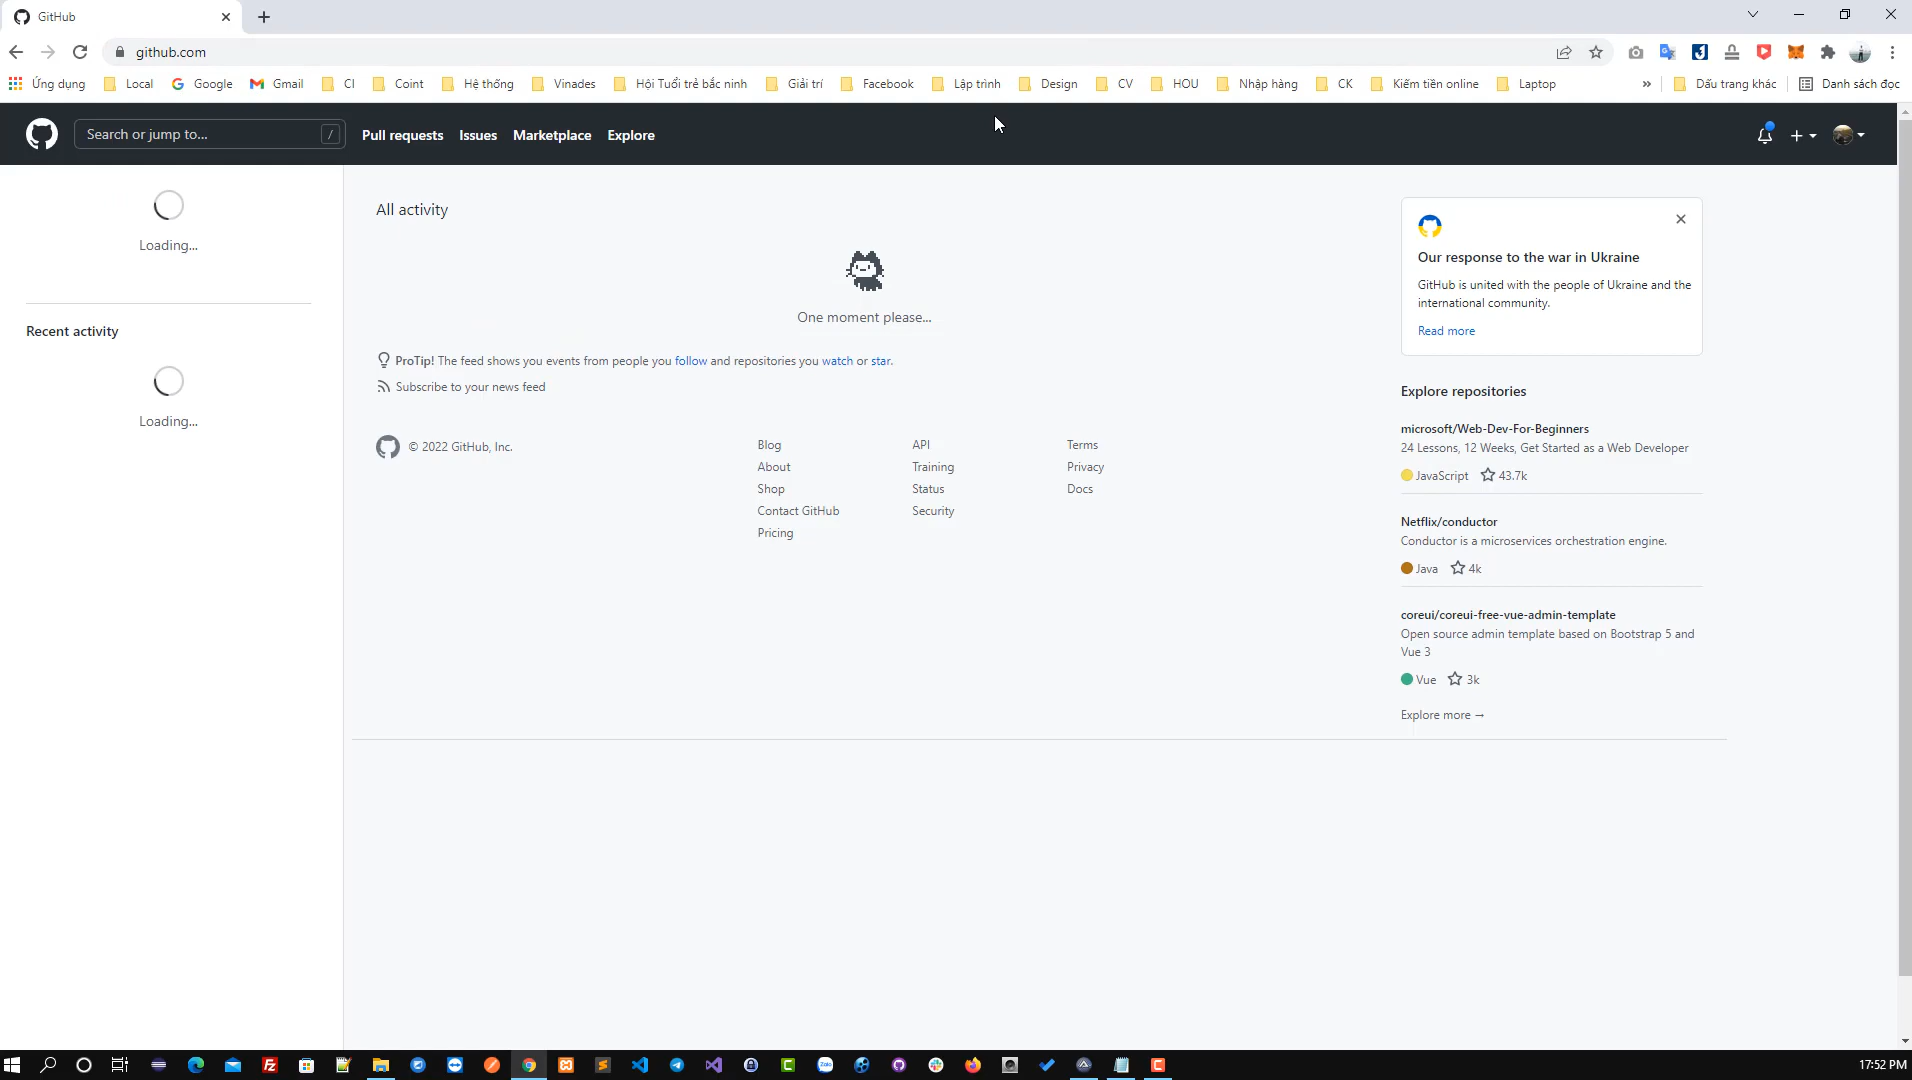 GitHub
github.com
Ứng dụng Local Google Gmail CI Coint Hệ thống Vinades Hội Tuổi trẻ bắc ninh Giải trí Facebook Lập trình Design CV HOU Nhập hàng CK Kiếm tiền online Laptop » Dấu trang khác Danh sách đọc
Search or jump to... / Pull requests Issues Marketplace Explore
Loading...
Recent activity
Loading...
All activity
One moment please...
ProTip! The feed shows you events from people you follow and repositories you watch or star.
Subscribe to your news feed
© 2022 GitHub, Inc.
Blog
About
Shop
Contact GitHub
Pricing
API
Training
Status
Security
Terms
Privacy
Docs
Our response to the war in Ukraine
GitHub is united with the people of Ukraine and the
international community.
Read more
Explore repositories
microsoft/Web-Dev-For-Beginners
24 Lessons, 12 Weeks, Get Started as a Web Developer
JavaScript 43.7k
Netflix/conductor
Conductor is a microservices orchestration engine.
Java 4k
coreui/coreui-free-vue-admin-template
Open source admin template based on Bootstrap 5 and
Vue 3
Vue 3k
Explore more →
17:52 PM